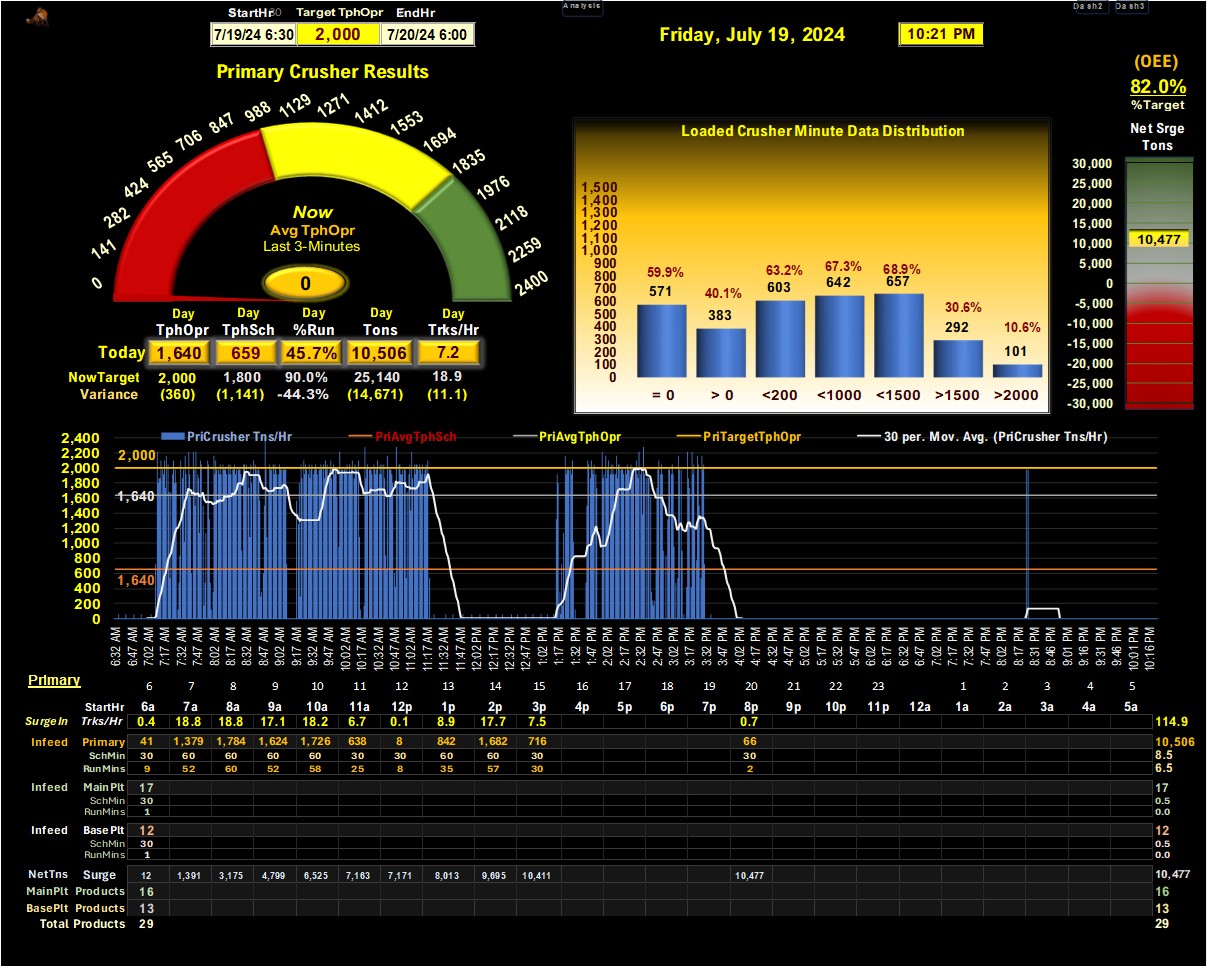 Analysis
Dash2 Dash3
StartHr Target TphOpr EndHr
7/19/24 6:30 2,000 7/20/24 6:00
Friday, July 19, 2024 10:21 PM
(OEE)
82.0%
%Target
Net Srge
Tons
Primary Crusher Results
0
141
282
424
565
706
847
988
1129
1271
1412
1553
1694
1835
1976
2118
2259
2400
Now
Avg TphOpr
Last 3-Minutes
0
Day Day Day Day Day
TphOpr TphSch %Run Tons Trks/Hr
Today 1,640 659 45.7% 10,506 7.2
NowTarget 2,000 1,800 90.0% 25,140 18.9
Variance (360) (1,141) -44.3% (14,671) (11.1)
Loaded Crusher Minute Data Distribution
1,500
1,400
1,300
1,200
1,100
1,000
900
800
700
600
500
400
300
200
100
0
59.9% 40.1% 63.2% 67.3% 68.9% 30.6% 10.6%
571 383 603 642 657 292 101
= 0 > 0 <200 <1000 <1500 >1500 >2000
30,000
25,000
20,000
15,000
10,000
5,000
0
-5,000
-10,000
-15,000
-20,000
-25,000
-30,000
10,477
PriCrusher Tns/Hr PriAvgTphSch PriAvgTphOpr PriTargetTphOpr 30 per. Mov. Avg. (PriCrusher Tns/Hr)
2,400
2,200
2,000
1,800
1,600
1,400
1,200
1,000
800
600
400
200
0
2,000
1,640
1,640
6:32 AM 6:47 AM 7:02 AM 7:17 AM 7:32 AM 7:47 AM 8:02 AM 8:17 AM 8:32 AM 8:47 AM 9:02 AM 9:17 AM 9:32 AM 9:47 AM 10:02 AM 10:17 AM 10:32 AM 10:47 AM 11:02 AM 11:17 AM 11:32 AM 11:47 AM 12:02 PM 12:17 PM 12:32 PM 12:47 PM 1:02 PM 1:17 PM 1:32 PM 1:47 PM 2:02 PM 2:17 PM 2:32 PM 2:47 PM 3:02 PM 3:17 PM 3:32 PM 3:47 PM 4:02 PM 4:17 PM 4:32 PM 4:47 PM 5:02 PM 5:17 PM 5:32 PM 5:47 PM 6:02 PM 6:17 PM 6:32 PM 6:47 PM 7:02 PM 7:17 PM 7:32 PM 7:47 PM 8:17 PM 8:31 PM 8:46 PM 9:01 PM 9:16 PM 9:31 PM 9:46 PM 10:01 PM 10:16 PM
Primary
6 7 8 9 10 11 12 13 14 15 16 17 18 19 20 21 22 23 1 2 3 4 5
StartHr 6a 7a 8a 9a 10a 11a 12p 1p 2p 3p 4p 5p 6p 7p 8p 9p 10p 11p 12a 1a 2a 3a 4a 5a
SurgeIn Trks/Hr 0.4 18.8 18.8 17.1 18.2 6.7 0.1 8.9 17.7 7.5 0.7 114.9
Infeed Primary 41 1,379 1,784 1,624 1,726 638 8 842 1,682 716 66 10,506
SchMin 30 60 60 60 60 30 30 60 60 30 30 8.5
RunMins 9 52 60 52 58 25 8 35 57 30 2 6.5
Infeed MainPlt 17 17
SchMin 30 0.5
RunMins 1 0.0
Infeed BasePlt 12 12
SchMin 30 0.5
RunMins 1 0.0
NetTns Surge 12 1,391 3,175 4,799 6,525 7,163 7,171 8,013 9,695 10,411 10,477 10,477
MainPlt Products 16 16
BasePlt Products 13 13
Total Products 29 29